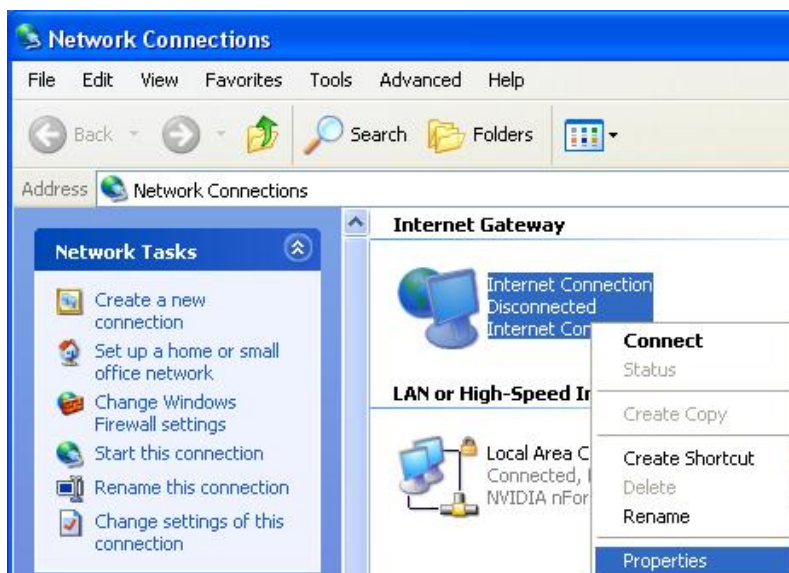 Network Connections
File Edit View Favorites Tools Advanced Help
Back Search Folders
Address Network Connections
Network Tasks
Create a new
connection
Set up a home or small
office network
Change Windows
Firewall settings
Start this connection
Rename this connection
Change settings of this
connection
Internet Gateway
Internet Connection
Disconnected
Internet
LAN or High-Speed
Local Area
Connected,
NVIDIA
Connect
Status
Create Copy
Create Shortcut
Delete
Rename
Properties